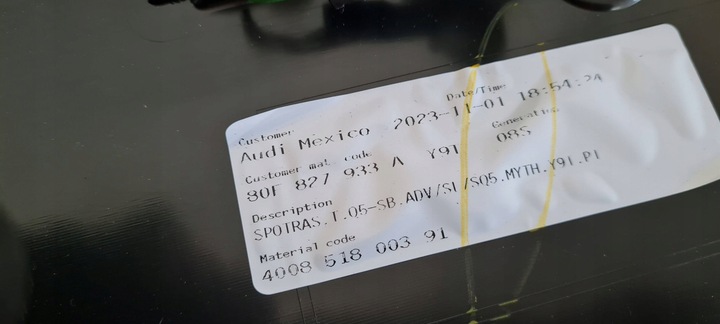 Customer Date/Time
Audi Mexico 2023-11-01 18:54:24
Customer mat. code Generation
80F 827 933 A Y91 085
Description
SPOTRAS.T.Q5-SB.ADV/SL/SQ5.MYTH.Y91.PI
Material code
4008 518 003 91